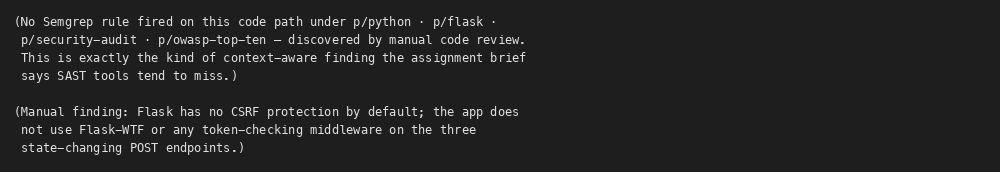 (No Semgrep rule fired on this code path under p/python · p/flask ·
p/security–audit · p/owasp–top–ten — discovered by manual code review.
This is exactly the kind of context–aware finding the assignment brief
says SAST tools tend to miss.)
(Manual finding: Flask has no CSRF protection by default; the app does
not use Flask–WTF or any token–checking middleware on the three
state–changing POST endpoints.)